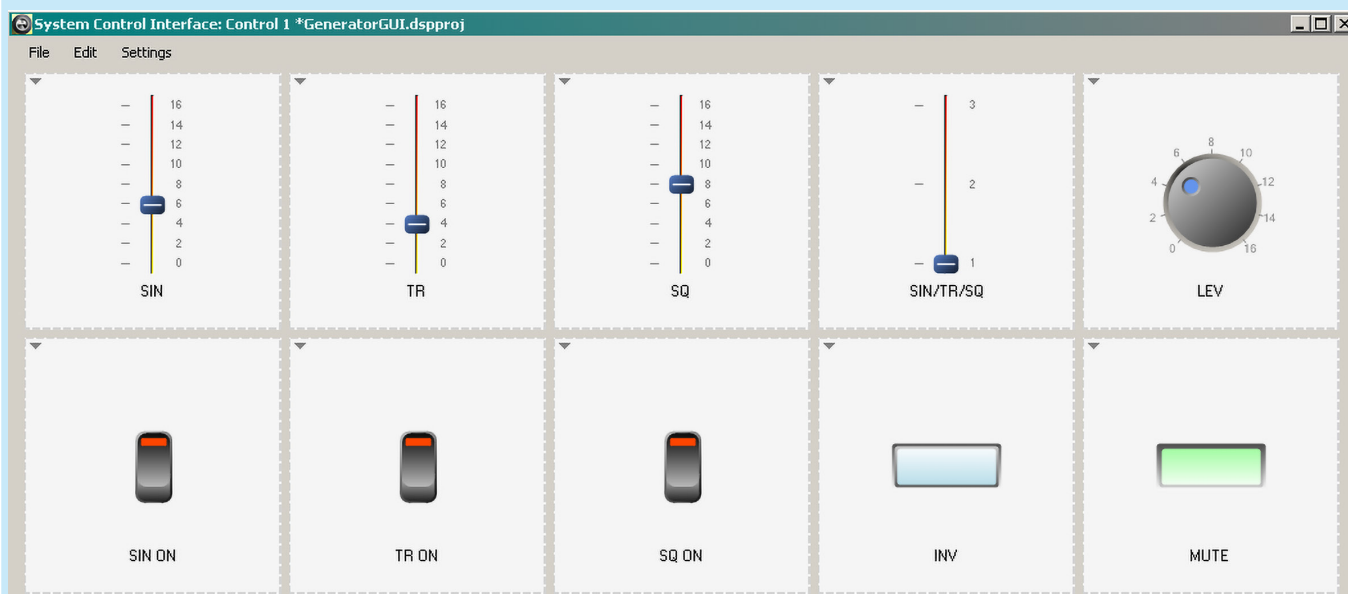 System Control Interface: Control 1 *GeneratorGUI.dspproj
File Edit Settings
16
14
12
10
8
6
4
2
0
SIN
16
14
12
10
8
6
4
2
0
TR
16
14
12
10
8
6
4
2
0
SQ
3
2
1
SIN/TR/SQ
8
6 10
4 12
2 14
0 16
LEV
SIN ON
TR ON
SQ ON
INV
MUTE